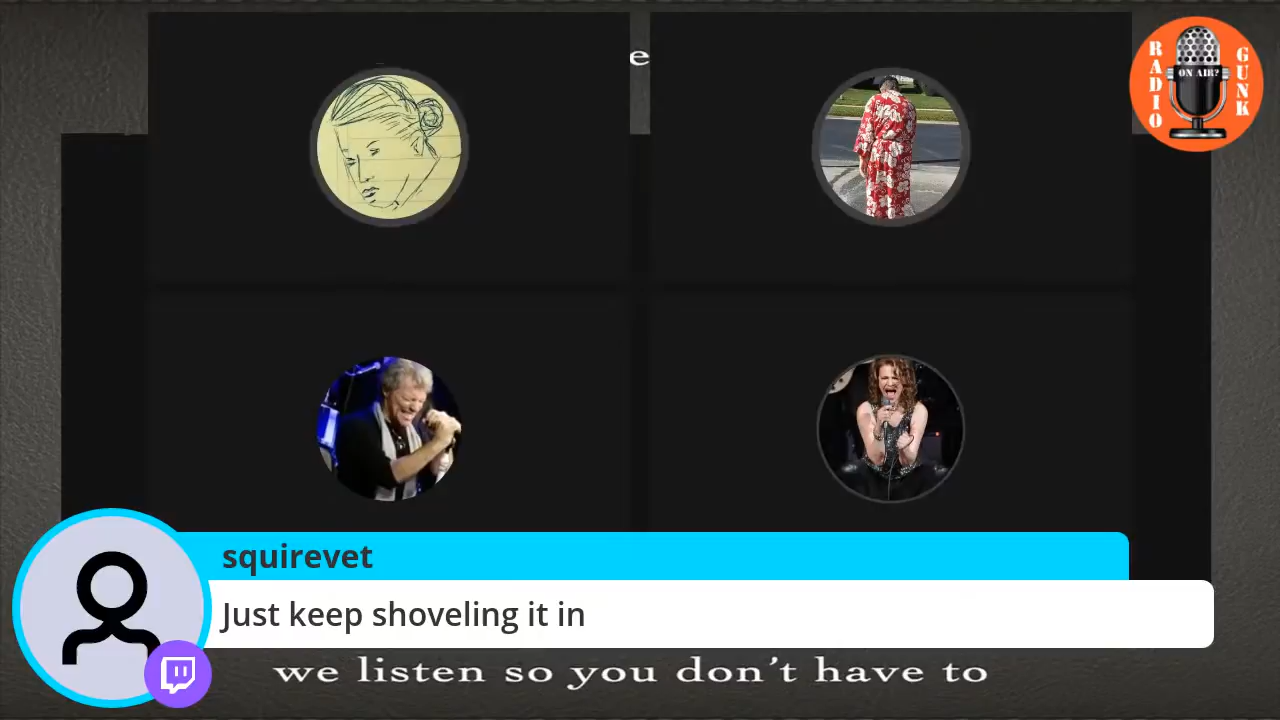 e
RADIO
ON AIR?
GUNK
squirevet
Just keep shoveling it in
we listen so you don't have to